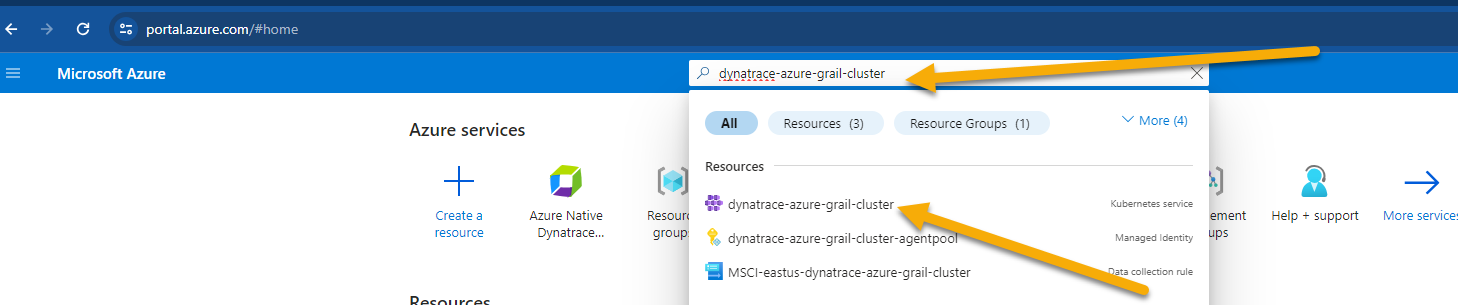 portal.azure.com/#home
Microsoft Azure
dynatrace-azure-grail-cluster
All
Resources (3)
Resource Groups (1)
More (4)
Azure services
Resources
Create a resource
Azure Native Dynatrace...
Resour
group
dynatrace-azure-grail-cluster
Kubernetes service
dynatrace-azure-grail-cluster-agentpool
Managed Identity
MSCI-eastus-dynatrace-azure-grail-cluster
Data collection rule
ement
ups
Help + support
More services
Resources